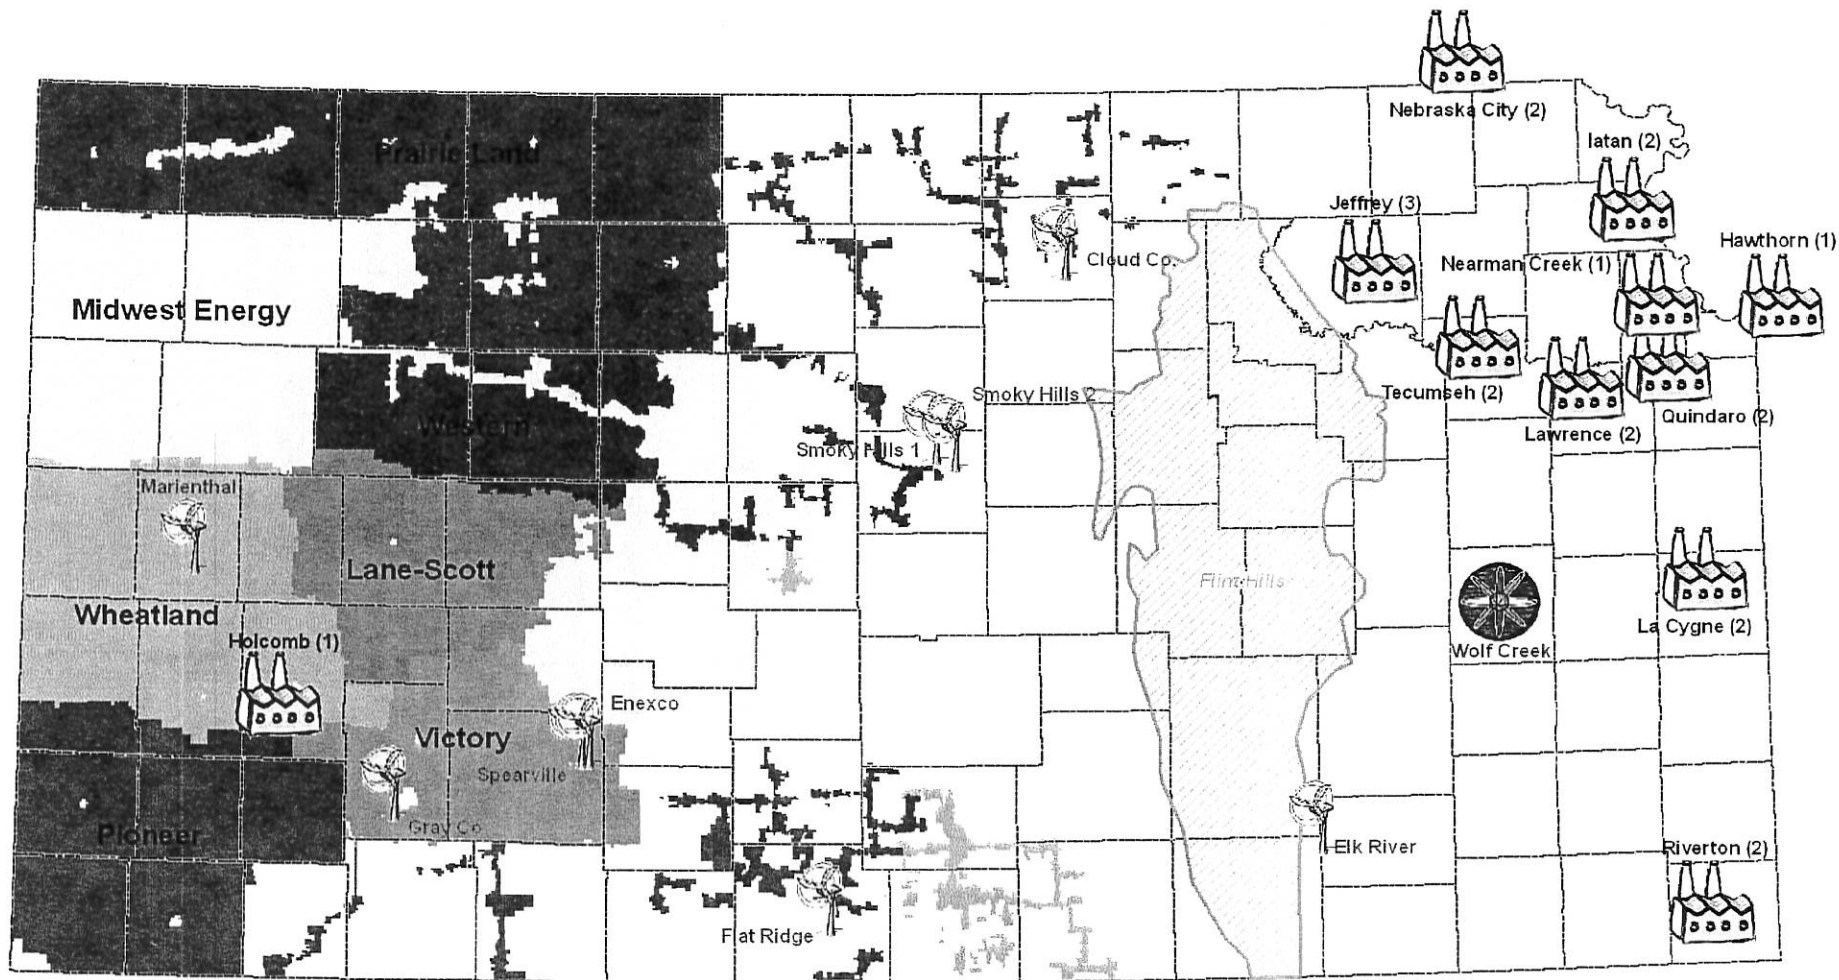 Nebraska City (2)
Iatan (2)
Prairie Land
Jeffrey (3)
Hawthorn (1)
Cloud Co.
Nearman Creek (1)
Midwest Energy
Tecumseh (2)
Smoky Hills 2
Quindaro (2)
Western
Lawrence (2)
Smoky Hills 1
Marienthal
Lane-Scott
Flint Hills
Wheatland
La Cygne (2)
Holcomb (1)
Wolf Creek
Enexco
Victory
Spearville
Gray Co.
Pioneer
Elk River
Riverton (2)
Flat Ridge